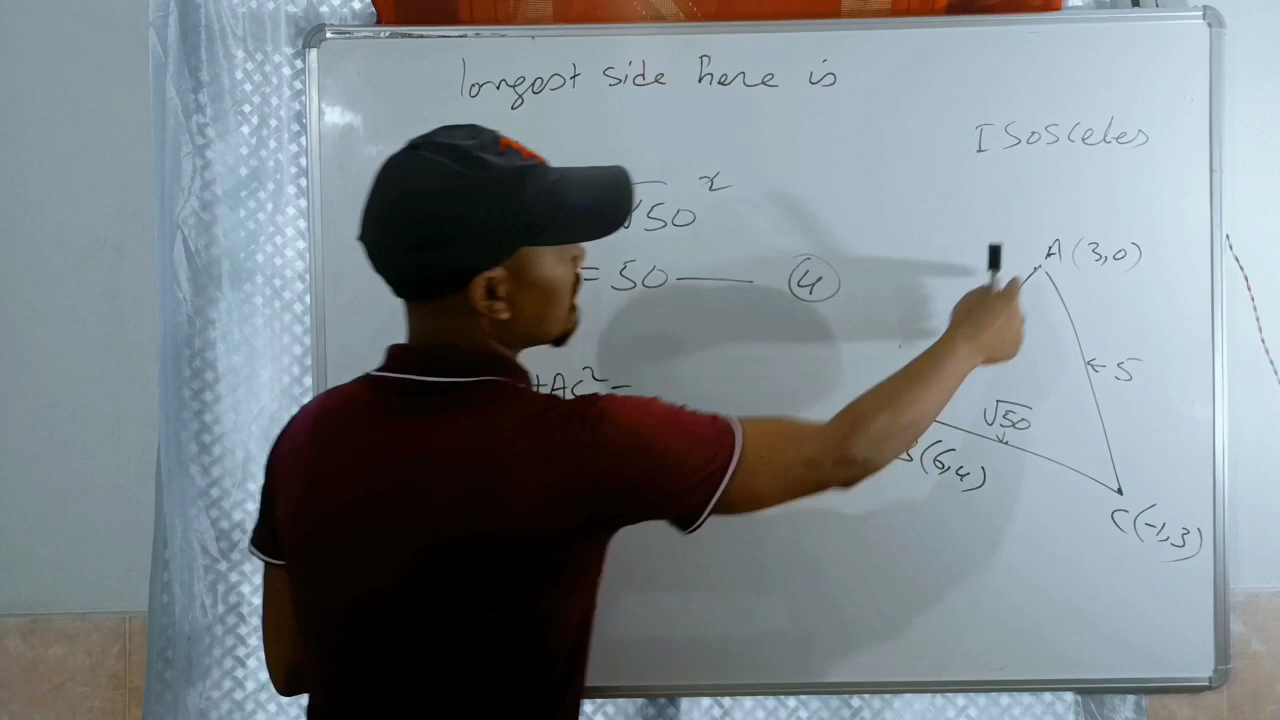 longest side here is
Isosceles
√50²
= 50 — ④
A(3,0)
← 5
+AC² =
√50
B(6,4)
C(-1,3)